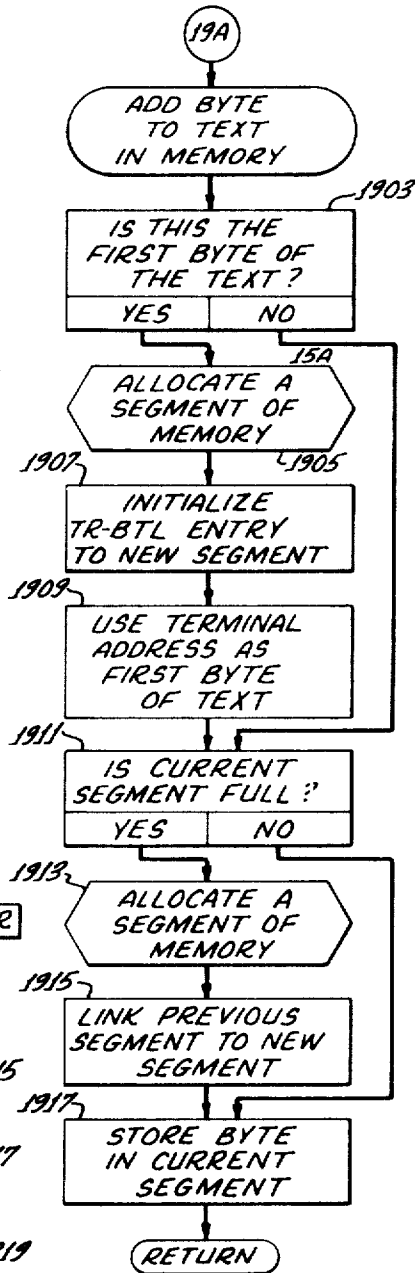 19A
ADD BYTE
TO TEXT
IN MEMORY
1903
IS THIS THE
FIRST BYTE OF
THE TEXT?
YES NO
15A
ALLOCATE A
SEGMENT OF
MEMORY
1905
1907
INITIALIZE
TR-BTL ENTRY
TO NEW SEGMENT
1909
USE TERMINAL
ADDRESS AS
FIRST BYTE
OF TEXT
1911
IS CURRENT
SEGMENT FULL?
YES NO
1913
ALLOCATE A
SEGMENT OF
MEMORY
1915
LINK PREVIOUS
SEGMENT TO NEW
SEGMENT
1917
STORE BYTE
IN CURRENT
SEGMENT
RETURN